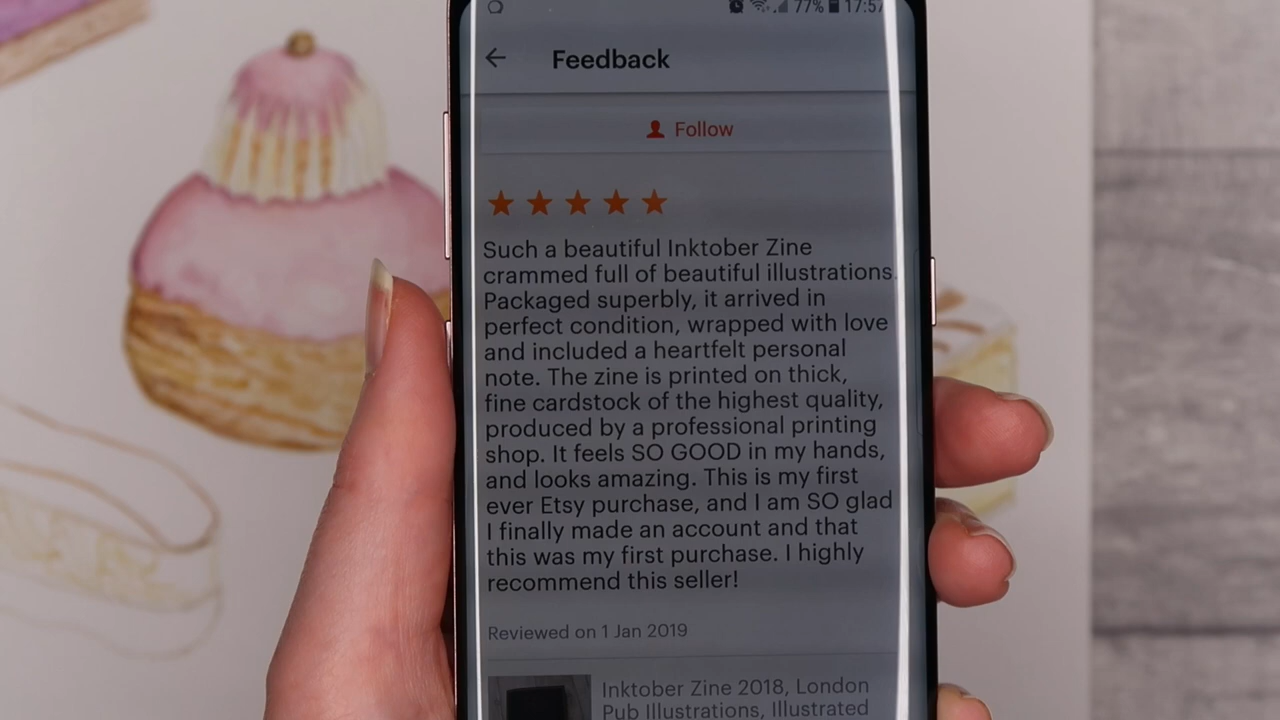 77% 17:57
Feedback
Follow
Such a beautiful Inktober Zine
crammed full of beautiful illustrations.
Packaged superbly, it arrived in
perfect condition, wrapped with love
and included a heartfelt personal
note. The zine is printed on thick,
fine cardstock of the highest quality,
produced by a professional printing
shop. It feels SO GOOD in my hands,
and looks amazing. This is my first
ever Etsy purchase, and I am SO glad
I finally made an account and that
this was my first purchase. I highly
recommend this seller!
Reviewed on 1 Jan 2019
Inktober Zine 2018, London
Pub Illustrations, Illustrated